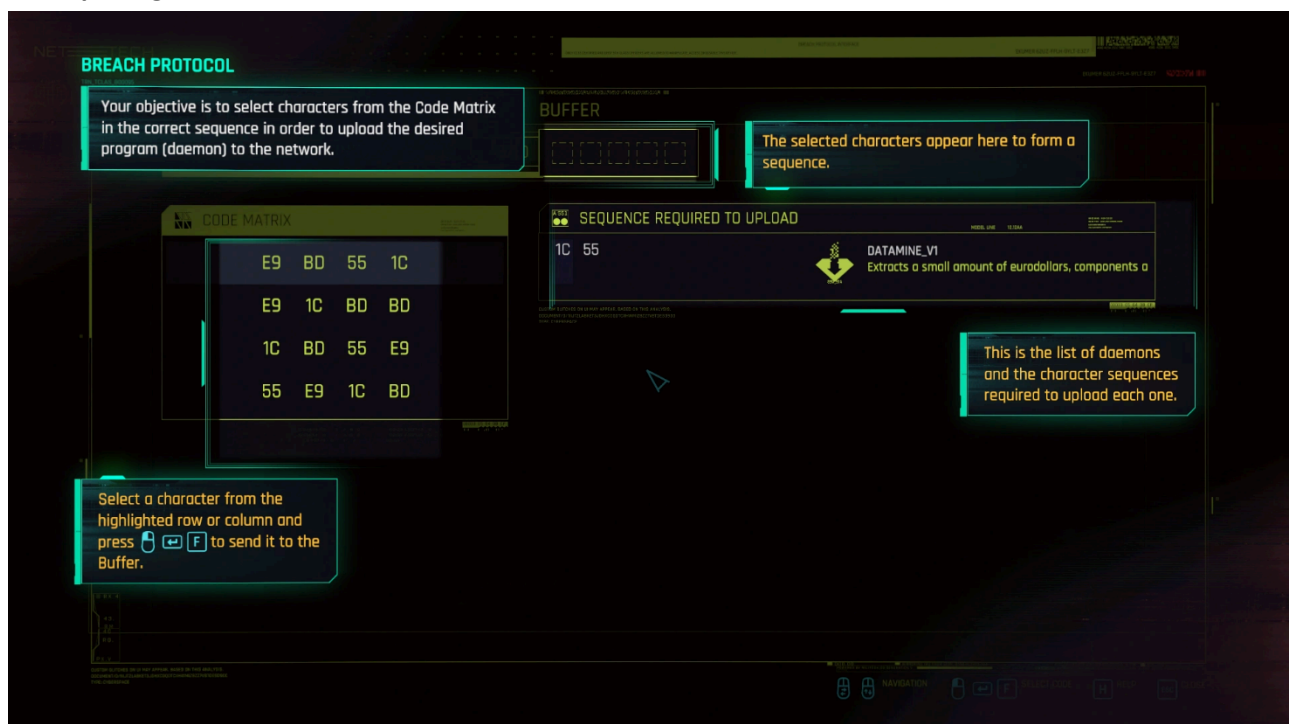 NET TECH
BREACH PROTOCOL
Your objective is to select characters from the Code Matrix
in the correct sequence in order to upload the desired
program (daemon) to the network.
BUFFER
The selected characters appear here to form a
sequence.
CODE MATRIX
E9 BD 55 1C
E9 1C BD BD
1C BD 55 E9
55 E9 1C BD
SEQUENCE REQUIRED TO UPLOAD
1C 55
DATAMINE_V1
Extracts a small amount of eurodollars, components a
This is the list of daemons
and the character sequences
required to upload each one.
Select a character from the
highlighted row or column and
press F to send it to the
Buffer.
NAVIGATION
F SELECT CODE
H